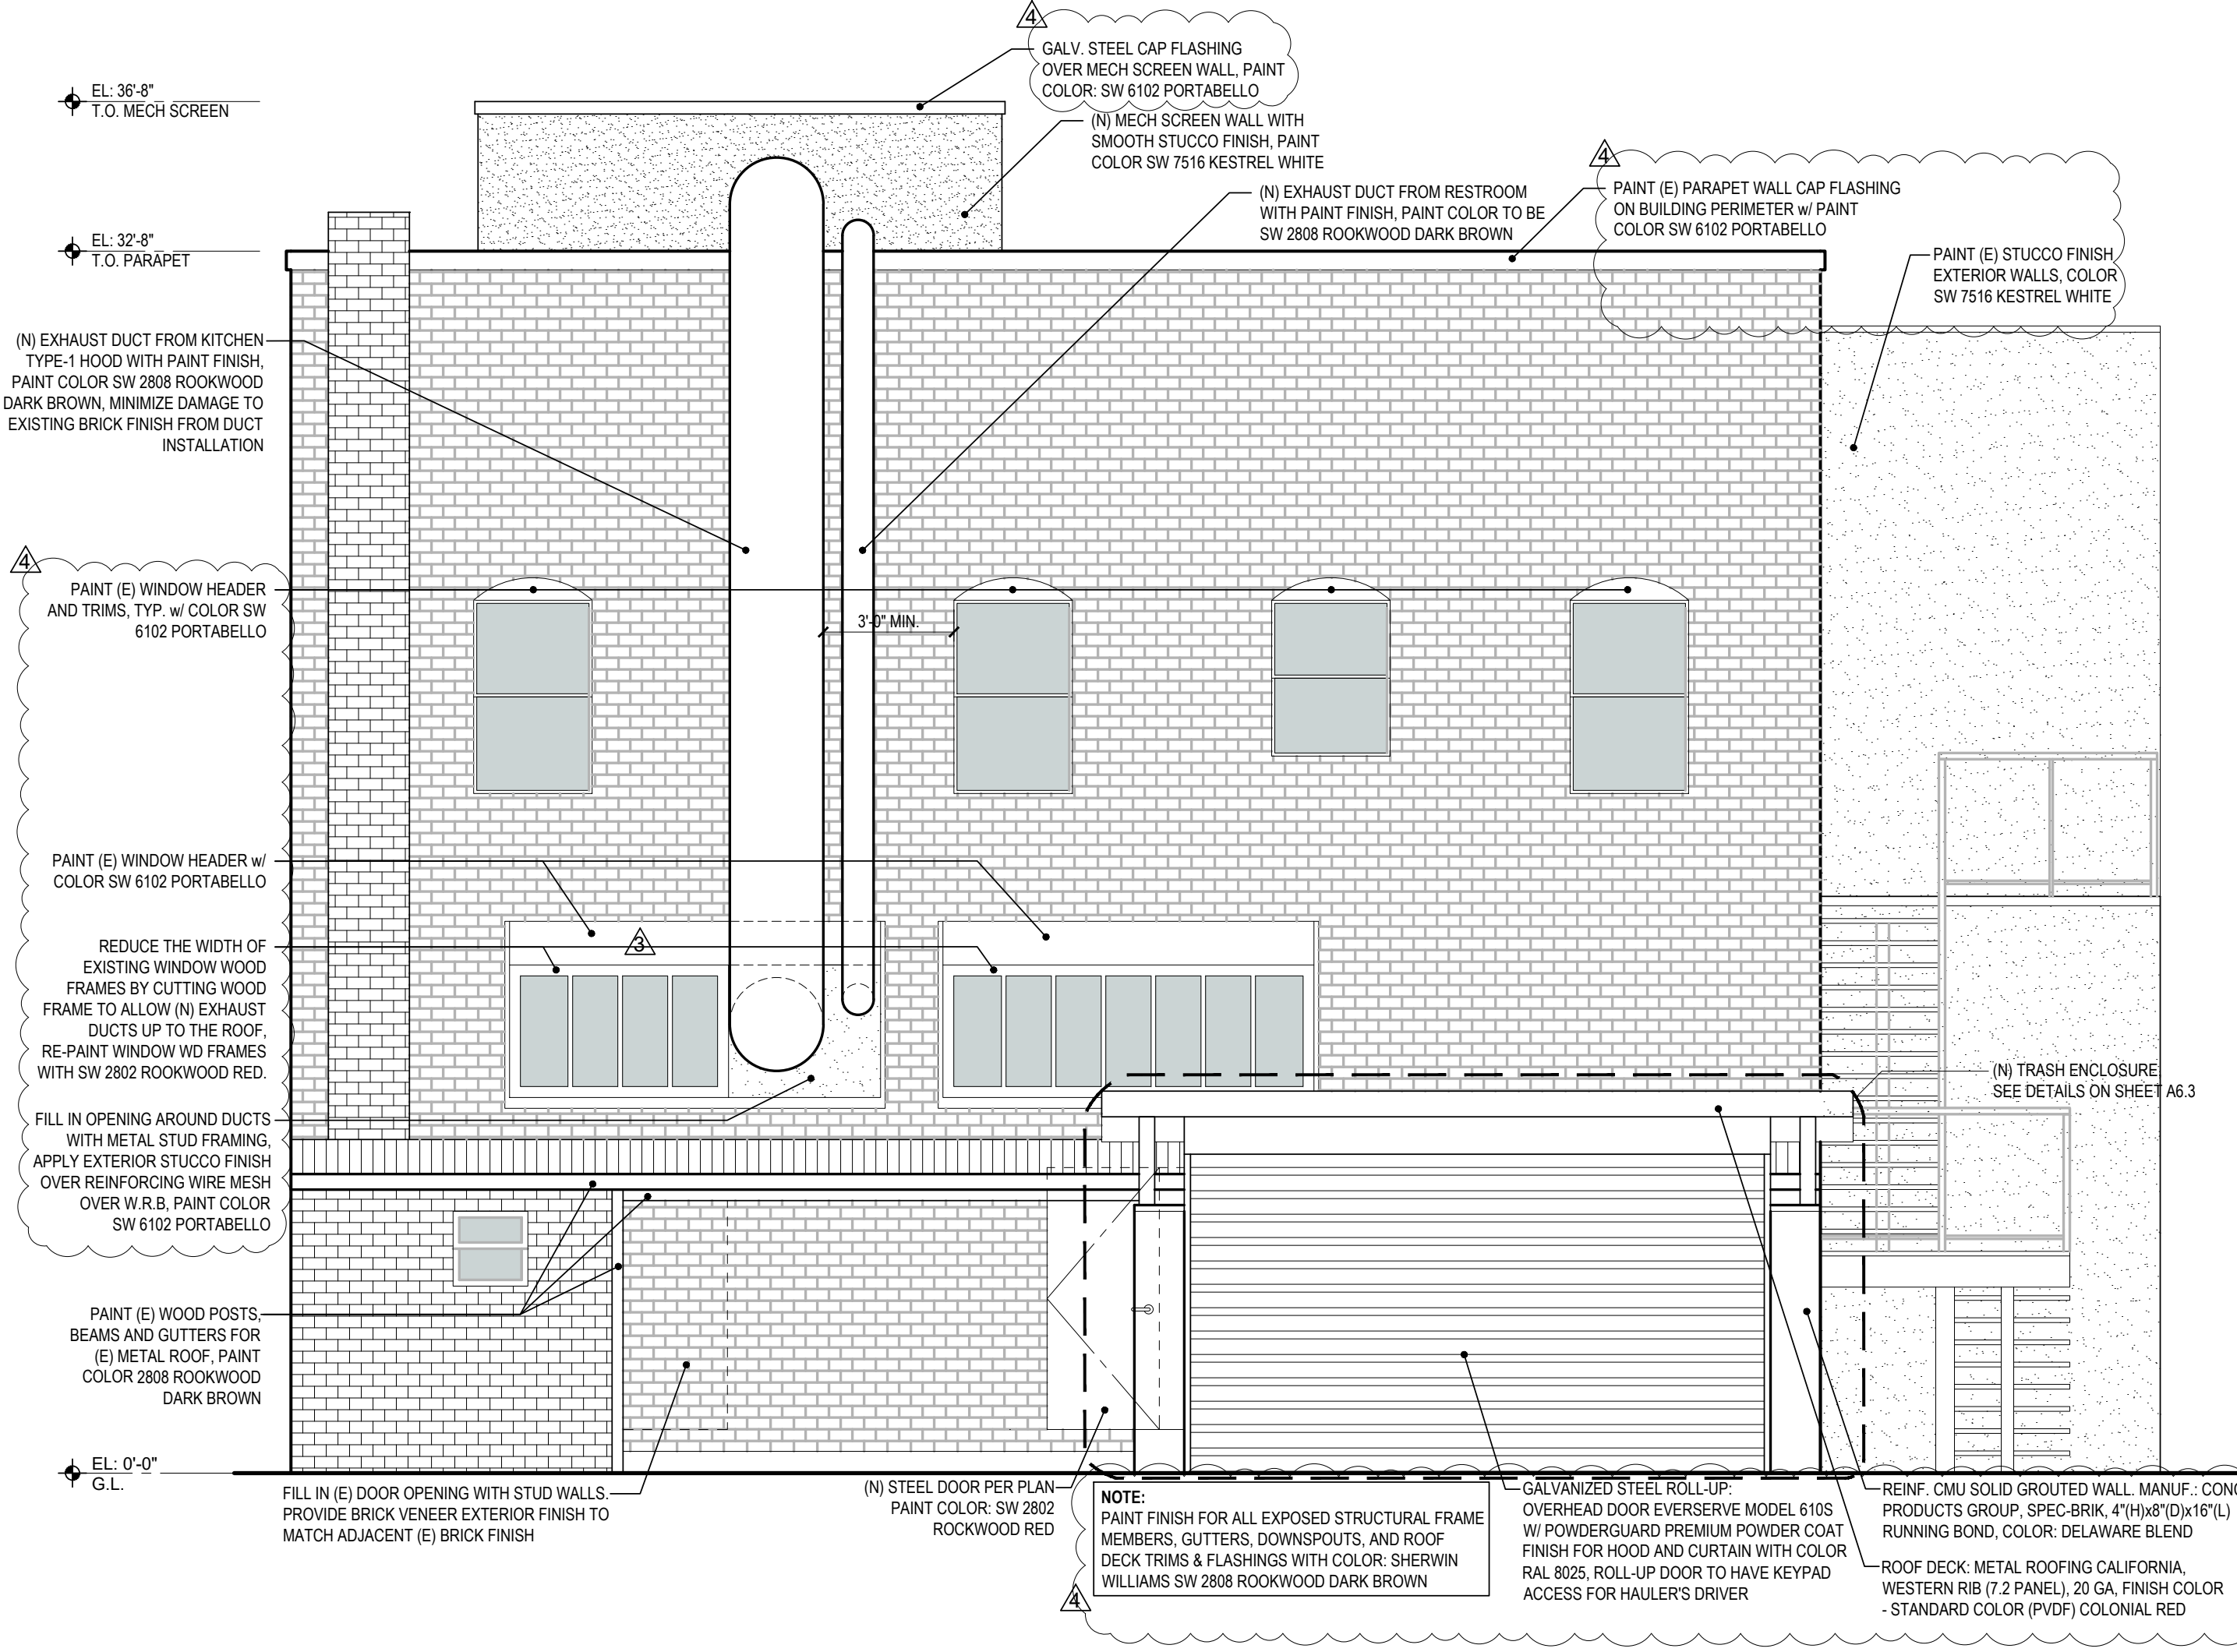 4
GALV. STEEL CAP FLASHING
OVER MECH SCREEN WALL, PAINT
COLOR: SW 6102 PORTABELLO
EL: 36'-8"
T.O. MECH SCREEN
(N) MECH SCREEN WALL WITH
SMOOTH STUCCO FINISH, PAINT
COLOR SW 7516 KESTREL WHITE
4
(N) EXHAUST DUCT FROM RESTROOM
WITH PAINT FINISH, PAINT COLOR TO BE
SW 2808 ROOKWOOD DARK BROWN
PAINT (E) PARAPET WALL CAP FLASHING
ON BUILDING PERIMETER w/ PAINT
COLOR SW 6102 PORTABELLO
EL: 32'-8"
T.O. PARAPET
PAINT (E) STUCCO FINISH
EXTERIOR WALLS, COLOR
SW 7516 KESTREL WHITE
(N) EXHAUST DUCT FROM KITCHEN
TYPE-1 HOOD WITH PAINT FINISH,
PAINT COLOR SW 2808 ROOKWOOD
DARK BROWN, MINIMIZE DAMAGE TO
EXISTING BRICK FINISH FROM DUCT
INSTALLATION
4
PAINT (E) WINDOW HEADER
AND TRIMS, TYP. w/ COLOR SW
6102 PORTABELLO
3'-0" MIN.
PAINT (E) WINDOW HEADER w/
COLOR SW 6102 PORTABELLO
3
REDUCE THE WIDTH OF
EXISTING WINDOW WOOD
FRAMES BY CUTTING WOOD
FRAME TO ALLOW (N) EXHAUST
DUCTS UP TO THE ROOF,
RE-PAINT WINDOW WD FRAMES
WITH SW 2802 ROOKWOOD RED.
(N) TRASH ENCLOSURE
SEE DETAILS ON SHEET A6.3
FILL IN OPENING AROUND DUCTS
WITH METAL STUD FRAMING,
APPLY EXTERIOR STUCCO FINISH
OVER REINFORCING WIRE MESH
OVER W.R.B, PAINT COLOR
SW 6102 PORTABELLO
PAINT (E) WOOD POSTS,
BEAMS AND GUTTERS FOR
(E) METAL ROOF, PAINT
COLOR 2808 ROOKWOOD
DARK BROWN
EL: 0'-0"
G.L.
FILL IN (E) DOOR OPENING WITH STUD WALLS.
PROVIDE BRICK VENEER EXTERIOR FINISH TO
MATCH ADJACENT (E) BRICK FINISH
(N) STEEL DOOR PER PLAN
PAINT COLOR: SW 2802
ROCKWOOD RED
NOTE:
PAINT FINISH FOR ALL EXPOSED STRUCTURAL FRAME
MEMBERS, GUTTERS, DOWNSPOUTS, AND ROOF
DECK TRIMS & FLASHINGS WITH COLOR: SHERWIN
WILLIAMS SW 2808 ROOKWOOD DARK BROWN
4
GALVANIZED STEEL ROLL-UP:
OVERHEAD DOOR EVERSERVE MODEL 610S
W/ POWDERGUARD PREMIUM POWDER COAT
FINISH FOR HOOD AND CURTAIN WITH COLOR
RAL 8025, ROLL-UP DOOR TO HAVE KEYPAD
ACCESS FOR HAULER'S DRIVER
REINF. CMU SOLID GROUTED WALL. MANUF.:
PRODUCTS GROUP, SPEC-BRIK, 4"(H)x8"(D)x16"(L)
RUNNING BOND, COLOR: DELAWARE BLEND
ROOF DECK: METAL ROOFING CALIFORNIA,
WESTERN RIB (7.2 PANEL), 20 GA, FINISH COLOR
- STANDARD COLOR (PVDF) COLONIAL RED